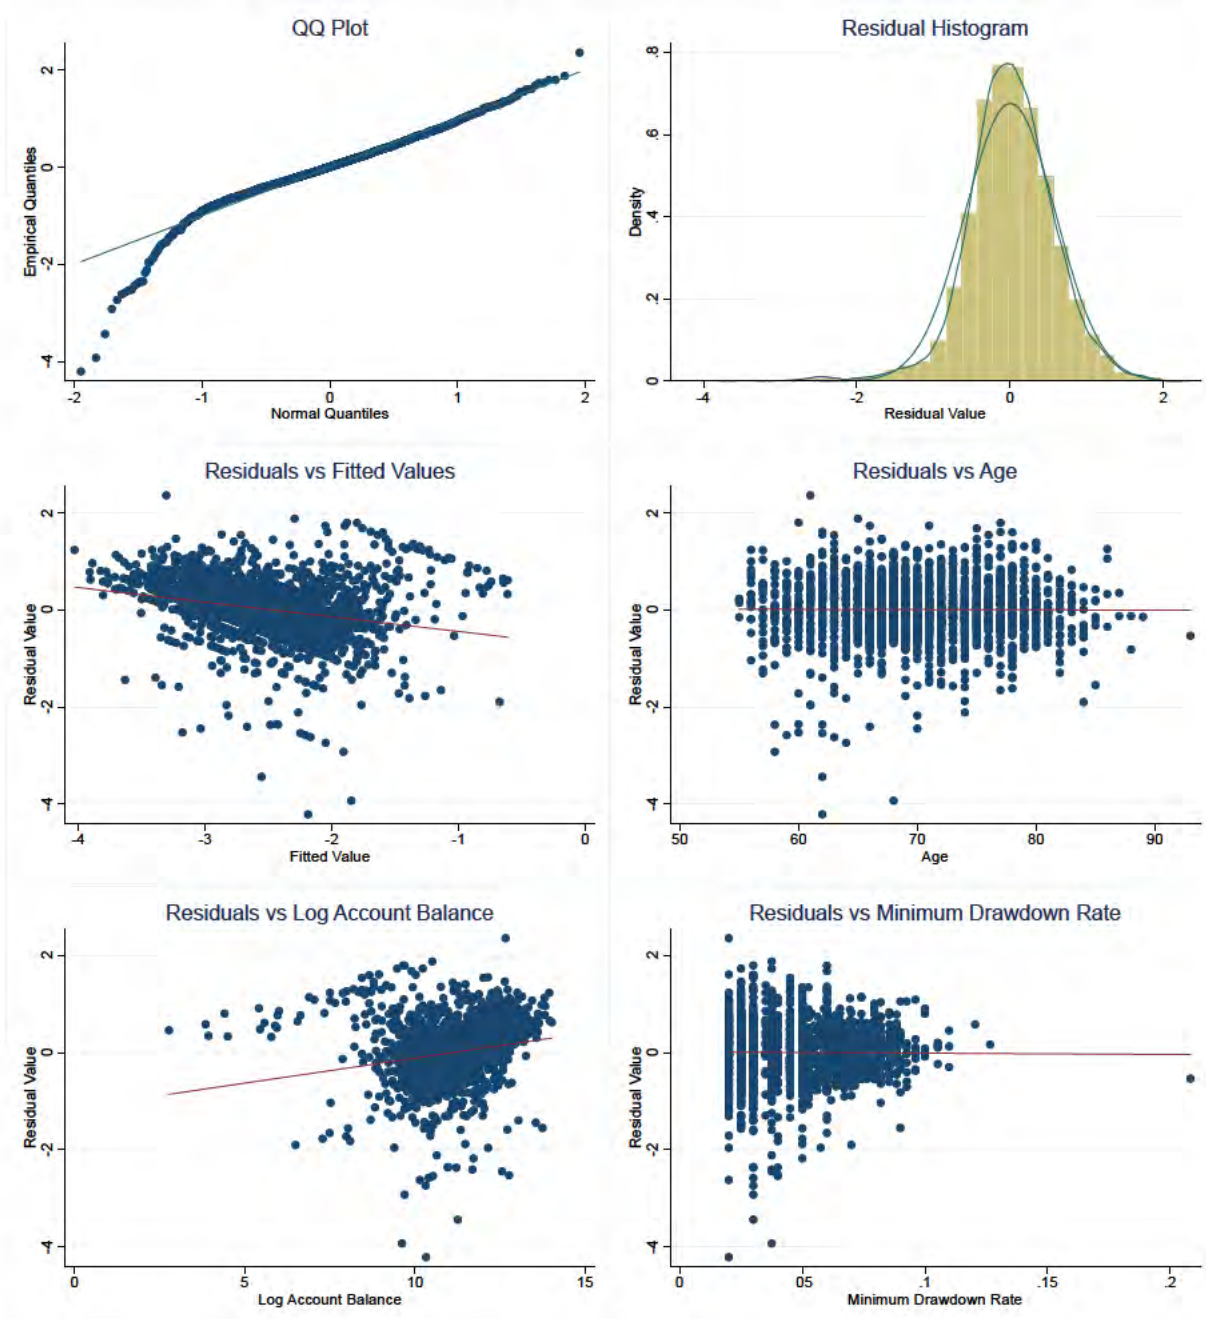 QQ Plot
Empirical Quantiles
2
0
-2
-4
-2
-1
0
1
2
Normal Quantiles
Residual Histogram
Density
.8
.6
.4
.2
0
-4
-2
0
2
Residual Value
Residuals vs Fitted Values
Residual Value
2
0
-2
-4
-4
-3
-2
-1
0
Fitted Value
Residuals vs Age
Residual Value
2
0
-2
-4
50
60
70
80
90
Age
Residuals vs Log Account Balance
Residual Value
2
0
-2
-4
0
5
10
15
Log Account Balance
Residuals vs Minimum Drawdown Rate
Residual Value
2
0
-2
-4
0
05
.1
.15
.2
Minimum Drawdown Rate